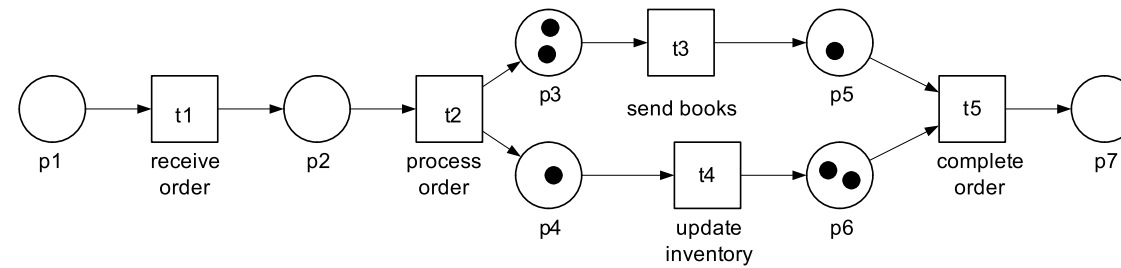 t1
t2
t3
t4
t5
p1
receive
order
p2
process
order
p3
send books
p4
update
inventory
p5
p6
complete
order
p7